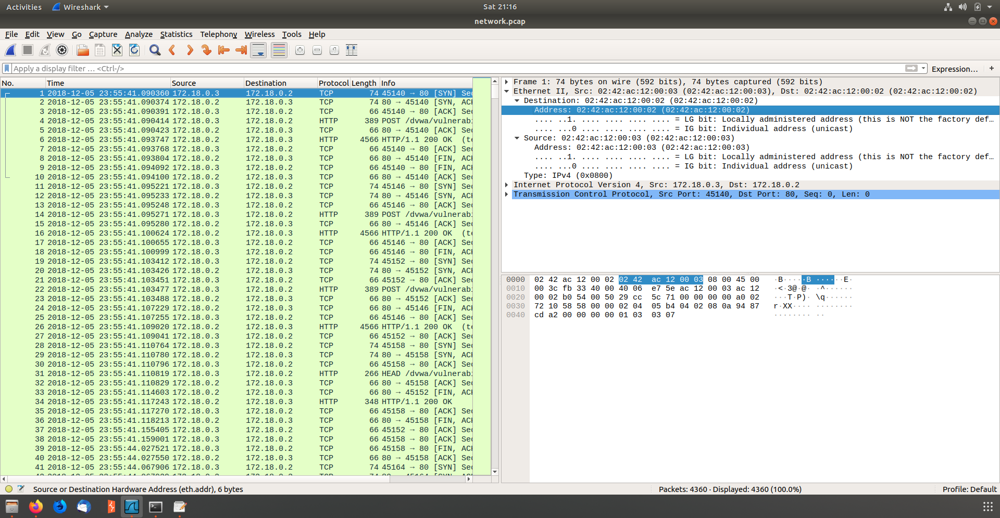 Activities Wireshark Sat 21:16
network.pcap
File Edit View Go Capture Analyze Statistics Telephony Wireless Tools Help
Apply a display filter … <Ctrl-/> Expression… +
No. Time Source Destination Protocol Length Info
1 2018-12-05 23:55:41.090360 172.18.0.3 172.18.0.2 TCP 74 45140 → 80 [SYN] Sec
2 2018-12-05 23:55:41.090374 172.18.0.2 172.18.0.3 TCP 74 80 → 45140 [SYN, ACK
3 2018-12-05 23:55:41.090391 172.18.0.3 172.18.0.2 TCP 66 45140 → 80 [ACK] Sec
4 2018-12-05 23:55:41.090414 172.18.0.3 172.18.0.2 HTTP 389 POST /dvwa/vulnerabi
5 2018-12-05 23:55:41.090423 172.18.0.2 172.18.0.3 TCP 66 80 → 45140 [ACK] Sec
6 2018-12-05 23:55:41.093747 172.18.0.2 172.18.0.3 HTTP 4566 HTTP/1.1 200 OK (te
7 2018-12-05 23:55:41.093768 172.18.0.3 172.18.0.2 TCP 66 45140 → 80 [ACK] Sec
8 2018-12-05 23:55:41.093804 172.18.0.2 172.18.0.3 TCP 66 80 → 45140 [FIN, ACK
9 2018-12-05 23:55:41.094092 172.18.0.3 172.18.0.2 TCP 66 45140 → 80 [FIN, ACK
10 2018-12-05 23:55:41.094100 172.18.0.2 172.18.0.3 TCP 66 80 → 45140 [ACK] Sec
11 2018-12-05 23:55:41.095221 172.18.0.3 172.18.0.2 TCP 74 45146 → 80 [SYN] Sec
12 2018-12-05 23:55:41.095233 172.18.0.2 172.18.0.3 TCP 74 80 → 45146 [SYN, ACK
13 2018-12-05 23:55:41.095248 172.18.0.3 172.18.0.2 TCP 66 45146 → 80 [ACK] Sec
14 2018-12-05 23:55:41.095271 172.18.0.3 172.18.0.2 HTTP 389 POST /dvwa/vulnerabi
15 2018-12-05 23:55:41.095280 172.18.0.2 172.18.0.3 TCP 66 80 → 45146 [ACK] Sec
16 2018-12-05 23:55:41.100624 172.18.0.2 172.18.0.3 HTTP 4566 HTTP/1.1 200 OK (te
17 2018-12-05 23:55:41.100655 172.18.0.3 172.18.0.2 TCP 66 45146 → 80 [ACK] Sec
18 2018-12-05 23:55:41.100999 172.18.0.3 172.18.0.2 TCP 66 45146 → 80 [FIN, ACK
19 2018-12-05 23:55:41.103412 172.18.0.3 172.18.0.2 TCP 74 45152 → 80 [SYN] Sec
20 2018-12-05 23:55:41.103426 172.18.0.2 172.18.0.3 TCP 74 80 → 45152 [SYN, ACK
21 2018-12-05 23:55:41.103451 172.18.0.3 172.18.0.2 TCP 66 45152 → 80 [ACK] Sec
22 2018-12-05 23:55:41.103477 172.18.0.3 172.18.0.2 HTTP 389 POST /dvwa/vulnerabi
23 2018-12-05 23:55:41.103488 172.18.0.2 172.18.0.3 TCP 66 80 → 45152 [ACK] Sec
24 2018-12-05 23:55:41.107229 172.18.0.2 172.18.0.3 TCP 66 80 → 45146 [FIN, ACK
25 2018-12-05 23:55:41.107255 172.18.0.3 172.18.0.2 TCP 66 45146 → 80 [ACK] Sec
26 2018-12-05 23:55:41.109020 172.18.0.2 172.18.0.3 HTTP 4566 HTTP/1.1 200 OK (te
27 2018-12-05 23:55:41.109041 172.18.0.3 172.18.0.2 TCP 66 45152 → 80 [ACK] Sec
28 2018-12-05 23:55:41.110764 172.18.0.3 172.18.0.2 TCP 74 45158 → 80 [SYN] Sec
29 2018-12-05 23:55:41.110780 172.18.0.2 172.18.0.3 TCP 74 80 → 45158 [SYN, ACK
30 2018-12-05 23:55:41.110796 172.18.0.3 172.18.0.2 TCP 66 45158 → 80 [ACK] Sec
31 2018-12-05 23:55:41.110819 172.18.0.3 172.18.0.2 HTTP 266 HEAD /dvwa/vulnerabi
32 2018-12-05 23:55:41.110829 172.18.0.2 172.18.0.3 TCP 66 80 → 45158 [ACK] Sec
33 2018-12-05 23:55:41.114603 172.18.0.2 172.18.0.3 TCP 66 80 → 45152 [FIN, ACK
34 2018-12-05 23:55:41.117243 172.18.0.2 172.18.0.3 HTTP 348 HTTP/1.1 200 OK
35 2018-12-05 23:55:41.117270 172.18.0.3 172.18.0.2 TCP 66 45158 → 80 [ACK] Sec
36 2018-12-05 23:55:41.118213 172.18.0.2 172.18.0.3 TCP 66 80 → 45158 [FIN, ACK
37 2018-12-05 23:55:41.155405 172.18.0.3 172.18.0.2 TCP 66 45152 → 80 [ACK] Sec
38 2018-12-05 23:55:41.159001 172.18.0.3 172.18.0.2 TCP 66 45158 → 80 [ACK] Sec
39 2018-12-05 23:55:44.027521 172.18.0.3 172.18.0.2 TCP 66 45158 → 80 [FIN, ACK
40 2018-12-05 23:55:44.027550 172.18.0.2 172.18.0.3 TCP 66 80 → 45158 [ACK] Sec
41 2018-12-05 23:55:44.067906 172.18.0.3 172.18.0.2 TCP 74 45164 → 80 [SYN] Sec
Frame 1: 74 bytes on wire (592 bits), 74 bytes captured (592 bits)
Ethernet II, Src: 02:42:ac:12:00:03 (02:42:ac:12:00:03), Dst: 02:42:ac:12:00:02 (02:42:ac:12:00:02)
Destination: 02:42:ac:12:00:02 (02:42:ac:12:00:02)
Address: 02:42:ac:12:00:02 (02:42:ac:12:00:02)
.... ..1. .... .... .... .... = LG bit: Locally administered address (this is NOT the factory def…
.... ...0 .... .... .... .... = IG bit: Individual address (unicast)
Source: 02:42:ac:12:00:03 (02:42:ac:12:00:03)
Address: 02:42:ac:12:00:03 (02:42:ac:12:00:03)
.... ..1. .... .... .... .... = LG bit: Locally administered address (this is NOT the factory def…
.... ...0 .... .... .... .... = IG bit: Individual address (unicast)
Type: IPv4 (0x0800)
Internet Protocol Version 4, Src: 172.18.0.3, Dst: 172.18.0.2
Transmission Control Protocol, Src Port: 45140, Dst Port: 80, Seq: 0, Len: 0
0000 02 42 ac 12 00 02 02 42 ac 12 00 03 08 00 45 00 ·B·····B ······E·
0010 00 3c fb 33 40 00 40 06 e7 5e ac 12 00 03 ac 12 ·<·3@·@· ·^······
0020 00 02 b0 54 00 50 29 cc 5c 71 00 00 00 00 a0 02 ···T·P)· \q······
0030 72 10 58 58 00 00 02 04 05 b4 04 02 08 0a 94 87 r·XX···· ········
0040 cd a2 00 00 00 00 01 03 03 07 ········ ··
Source or Destination Hardware Address (eth.addr), 6 bytes Packets: 4360 · Displayed: 4360 (100.0%) Profile: Default